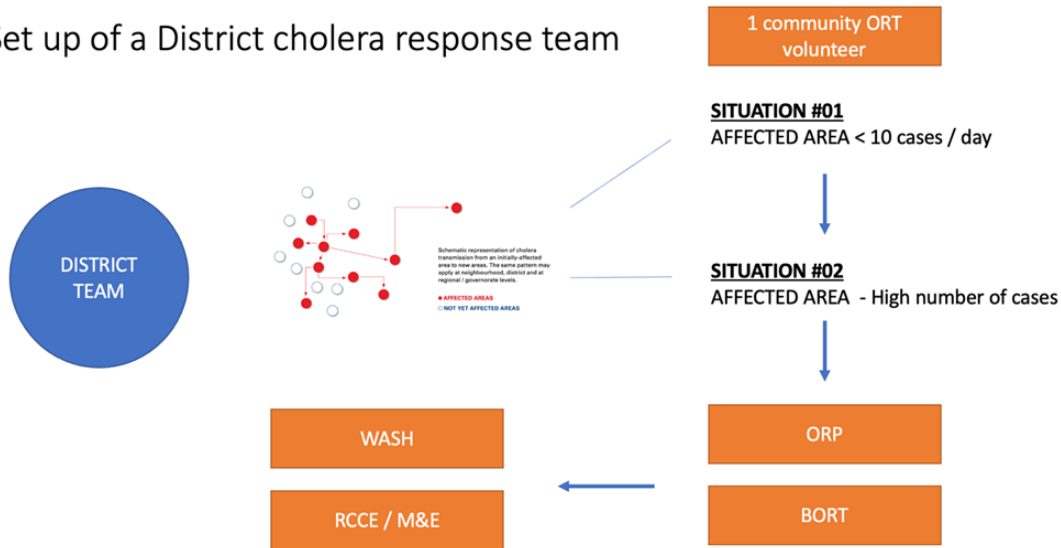 Set up of a District cholera response team
1 community ORT
volunteer
SITUATION #01
AFFECTED AREA < 10 cases / day
DISTRICT
TEAM
Schematic representation of cholera
transmission from an initially-affected
area to new areas. The same pattern may
apply at neighbourhood, district and at
regional / governorate levels.
AFFECTED AREAS
NOT YET AFFECTED AREAS
SITUATION #02
AFFECTED AREA - High number of cases
WASH
ORP
RCCE / M&E
BORT